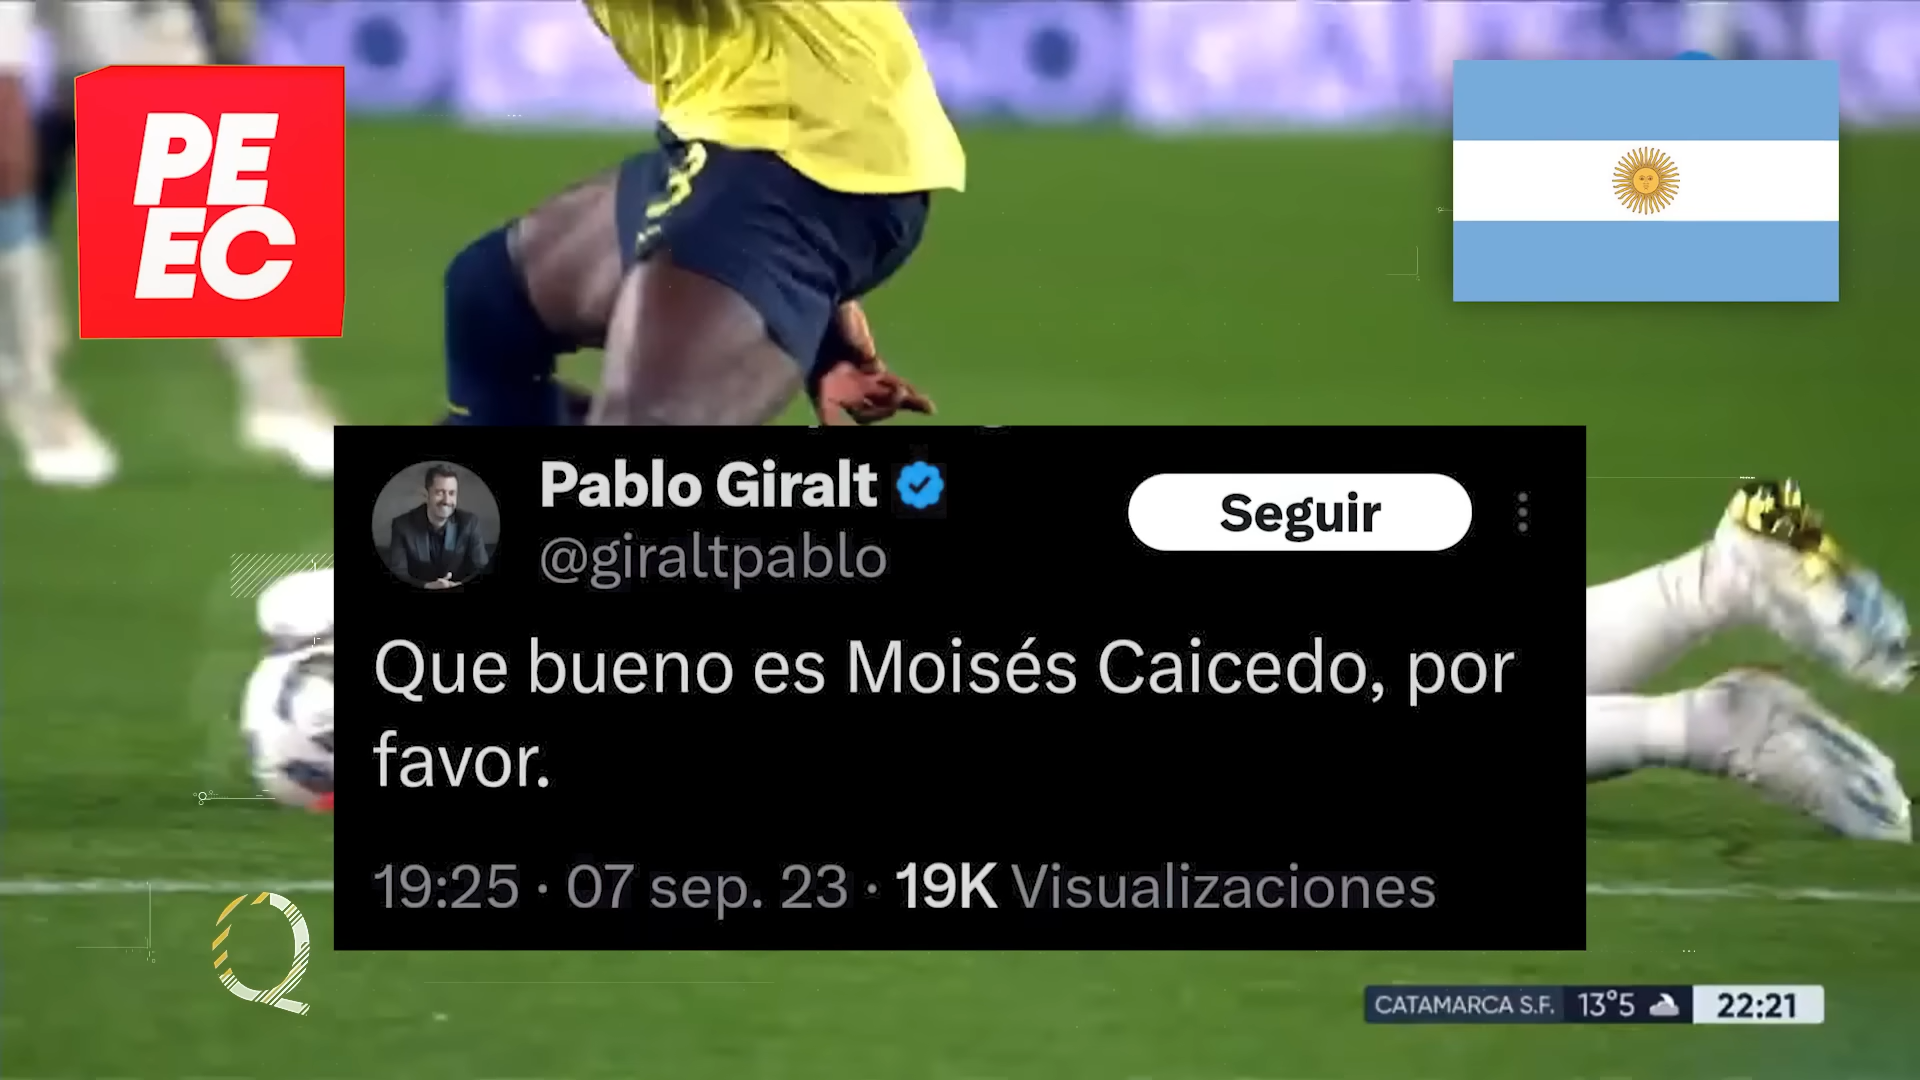 PE
EC
Pablo Giralt
@giraltpablo
Seguir
Que bueno es Moisés Caicedo, por
favor.
19:25 · 07 sep. 23 · 19K Visualizaciones
Q
CATAMARCA S.F. 13°5 22:21